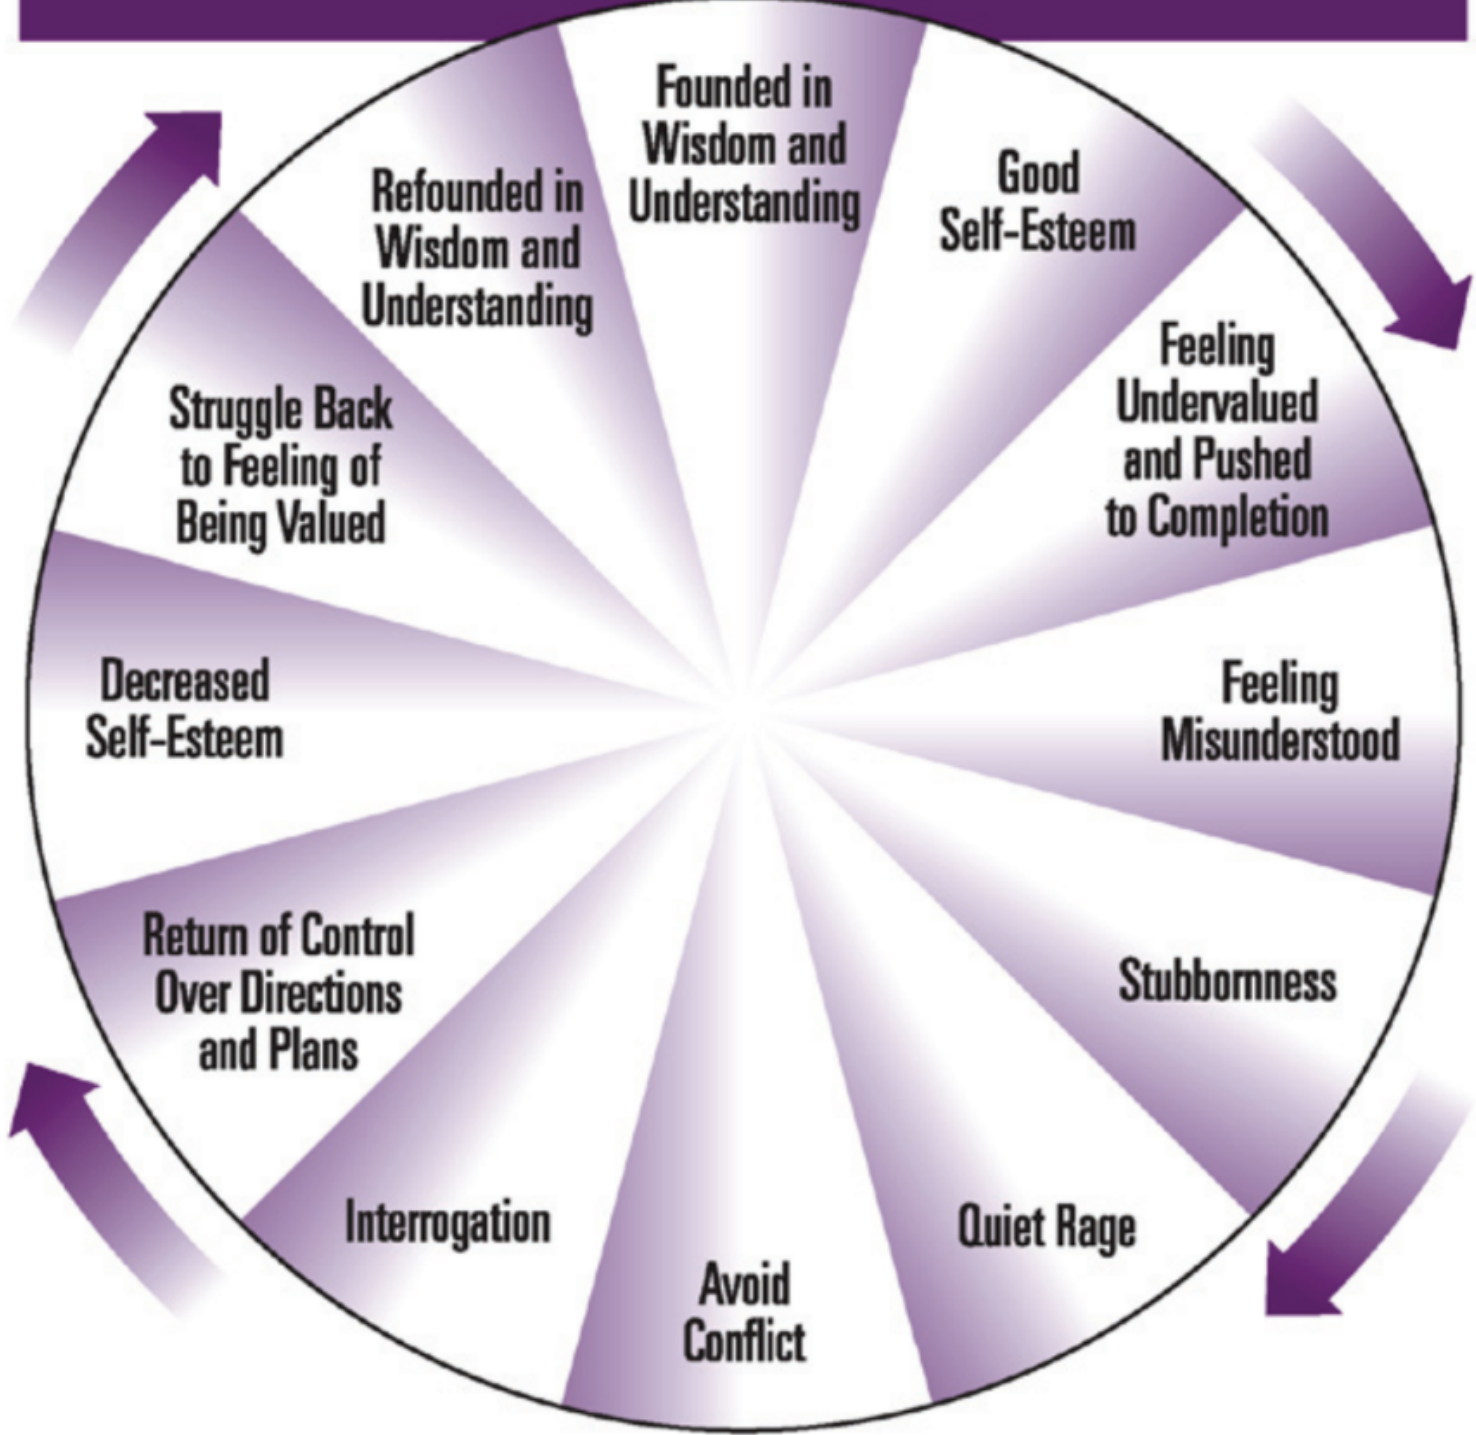 Founded in
Wisdom and
Understanding
Good
Self-Esteem
Feeling
Undervalued
and Pushed
to Completion
Feeling
Misunderstood
Stubbornness
Quiet Rage
Avoid
Conflict
Interrogation
Return of Control
Over Directions
and Plans
Decreased
Self-Esteem
Struggle Back
to Feeling of
Being Valued
Refounded in
Wisdom and
Understanding